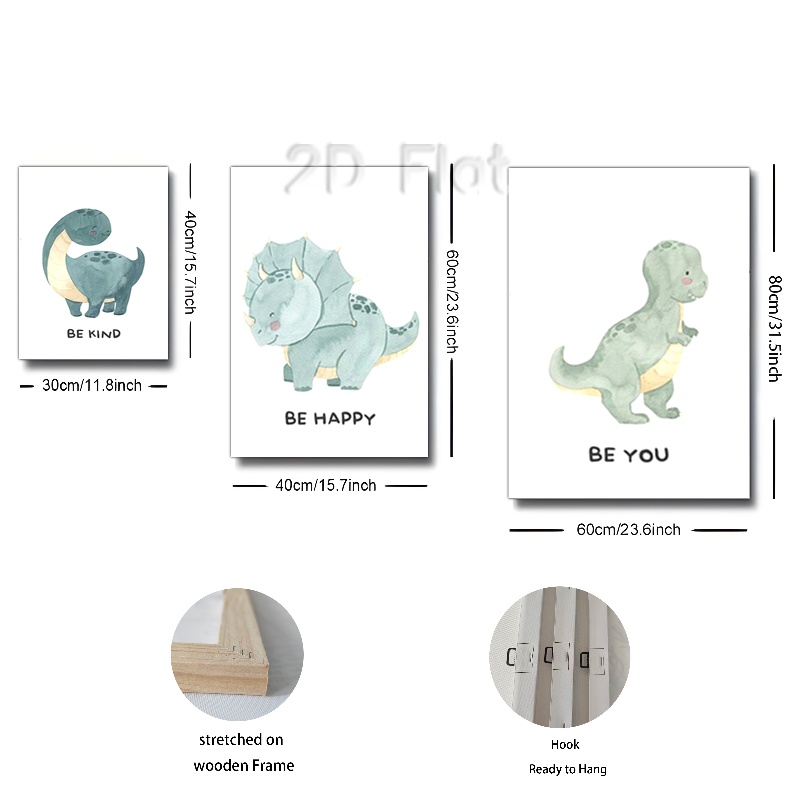 2D Flat
40cm/15.7inch
60cm/23.6inch
80cm/31.5inch
BE KIND
30cm/11.8inch
BE HAPPY
40cm/15.7inch
BE YOU
60cm/23.6inch
stretched on
wooden Frame
Hook
Ready to Hang